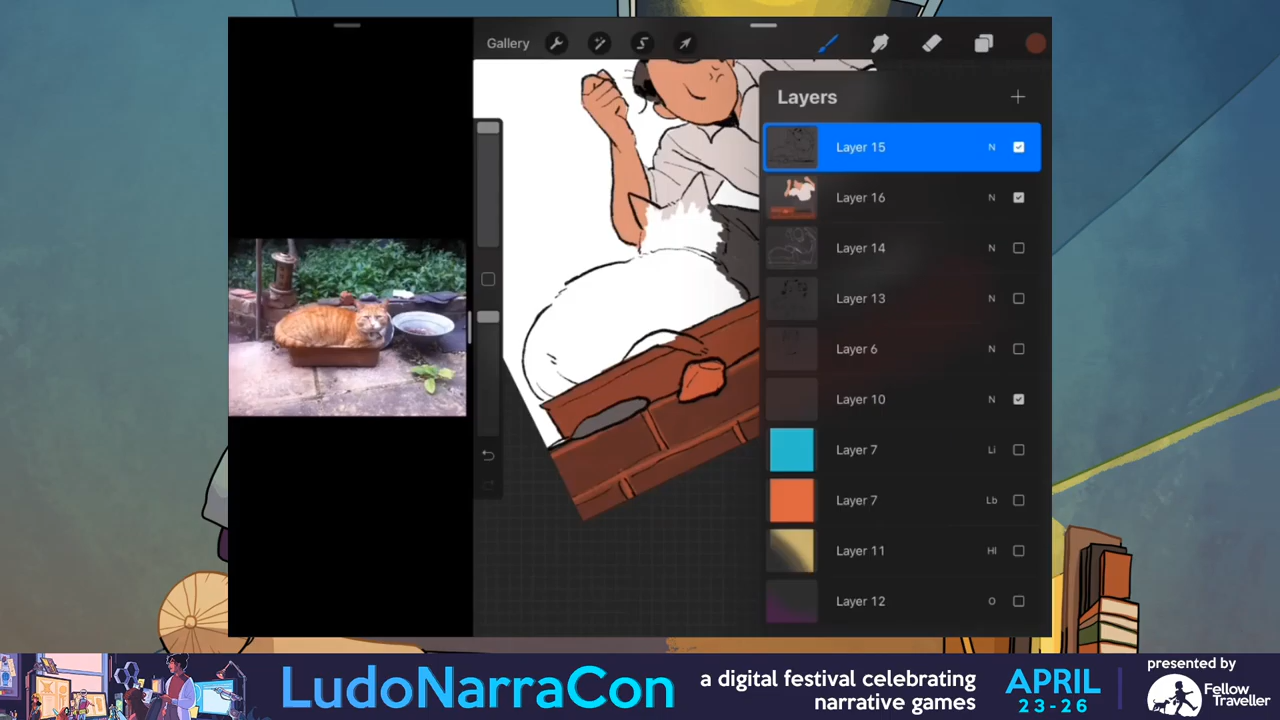 Gallery
Layers
Layer 15 N
Layer 16 N
Layer 14 N
Layer 13 N
Layer 6 N
Layer 10 N
Layer 7 Li
Layer 7 Lb
Layer 11 Hl
Layer 12 O
LudoNarraCon
a digital festival celebrating
narrative games
APRIL
23-26
presented by
Fellow
Traveller